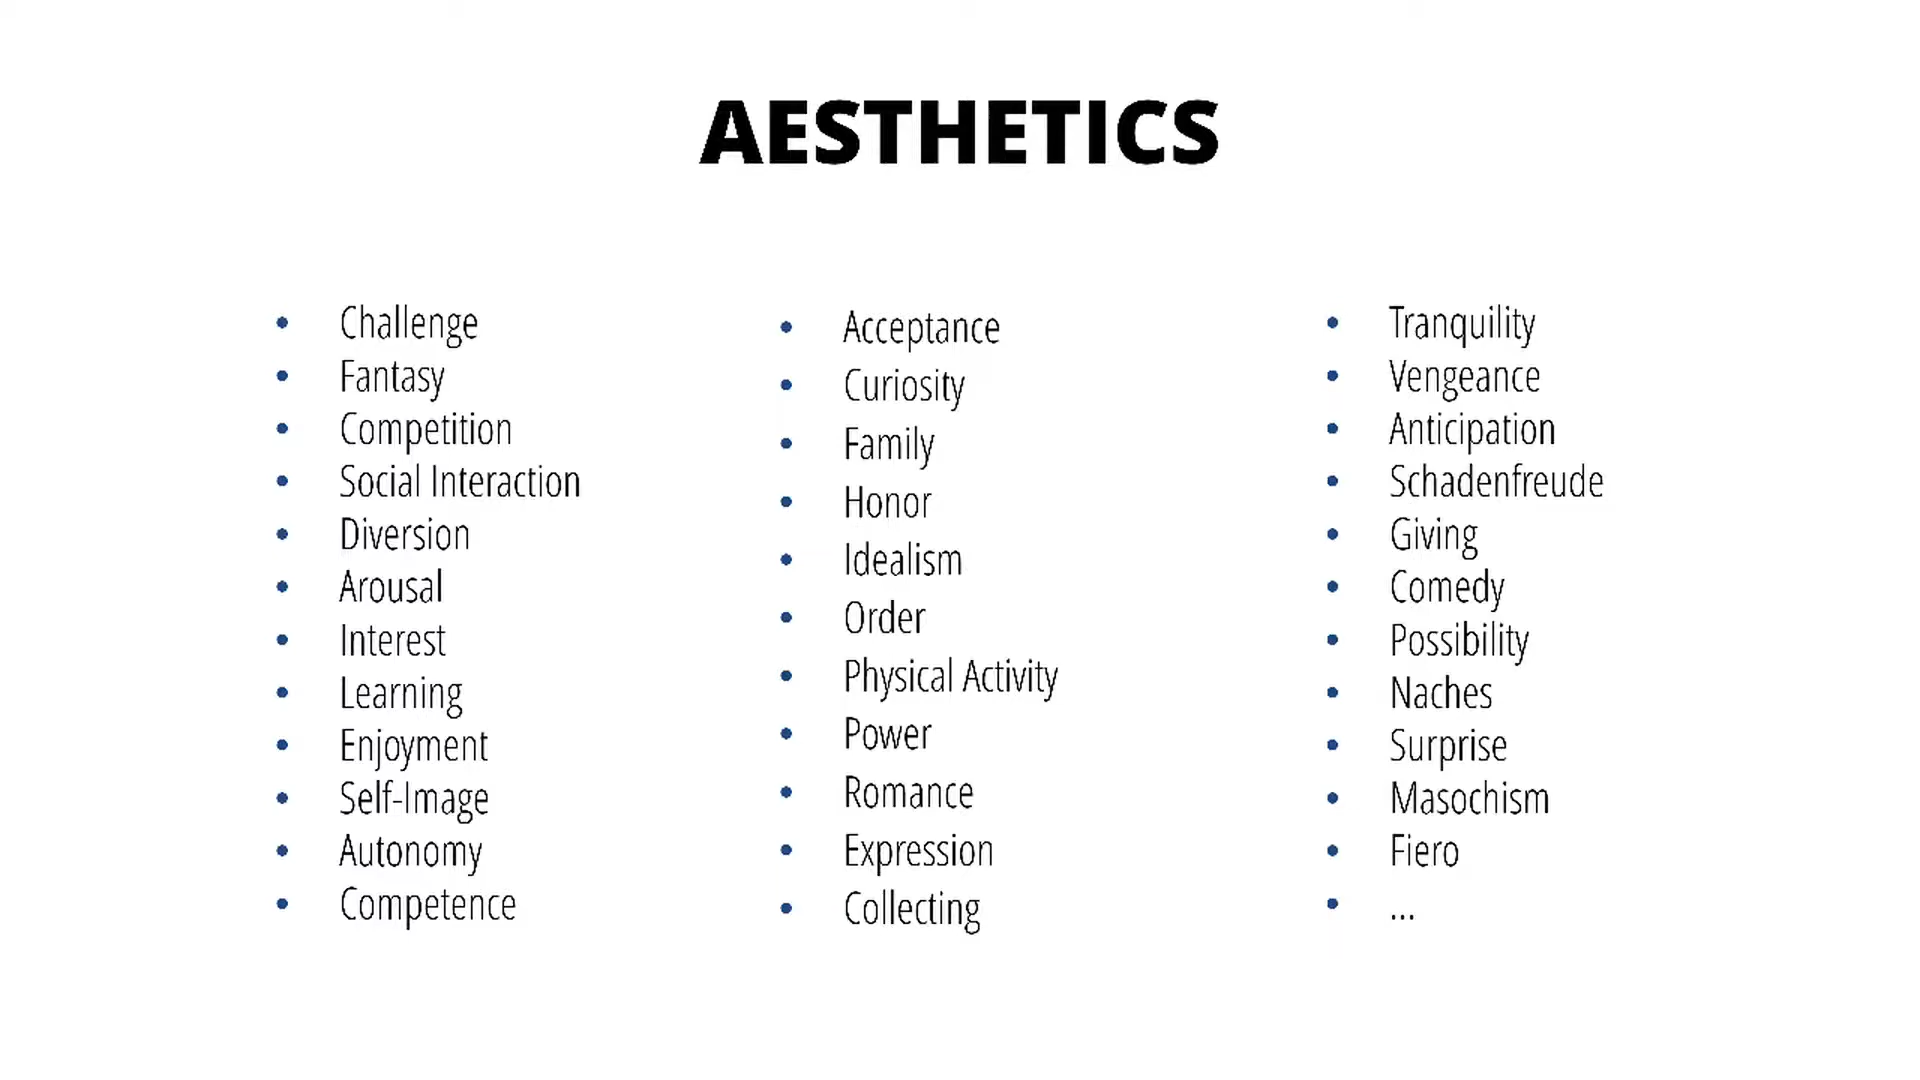 AESTHETICS
• Challenge
• Fantasy
• Competition
• Social Interaction
• Diversion
• Arousal
• Interest
• Learning
• Enjoyment
• Self-Image
• Autonomy
• Competence
• Acceptance
• Curiosity
• Family
• Honor
• Idealism
• Order
• Physical Activity
• Power
• Romance
• Expression
• Collecting
• Tranquility
• Vengeance
• Anticipation
• Schadenfreude
• Giving
• Comedy
• Possibility
• Naches
• Surprise
• Masochism
• Fiero
• ...